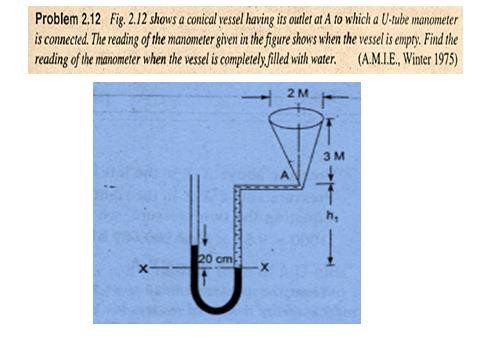 Problem 2.12 Fig. 2.12 shows a conical vessel having its outlet at A to which a U-tube manometer
is connected. The reading of the manometer given in the figure shows when the vessel is empty. Find the
reading of the manometer when the vessel is completely filled with water. (A.M.I.E., Winter 1975)
2 M
3 M
A
h₁
20 cm
X X